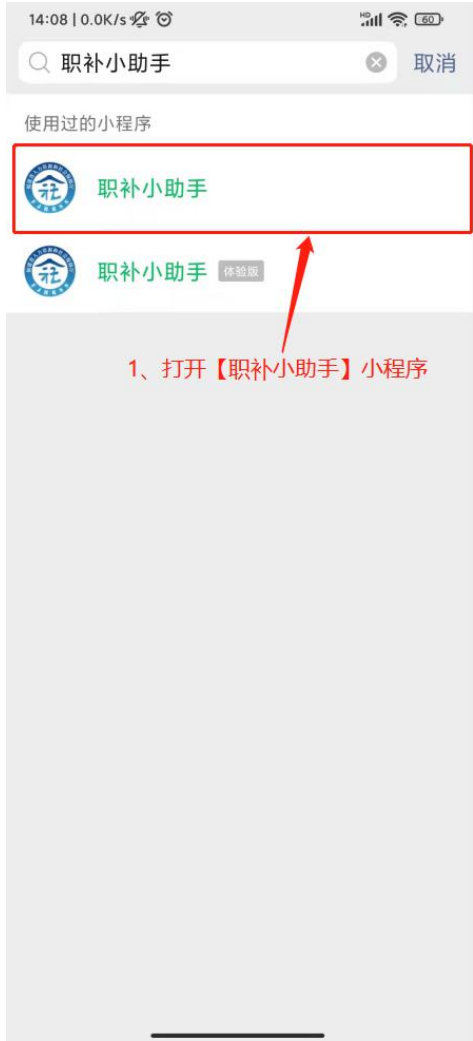 14:08 | 0.0K/s
HD
60
职补小助手
取消
使用过的小程序
职补小助手
职补小助手 体验版
1、打开【职补小助手】小程序